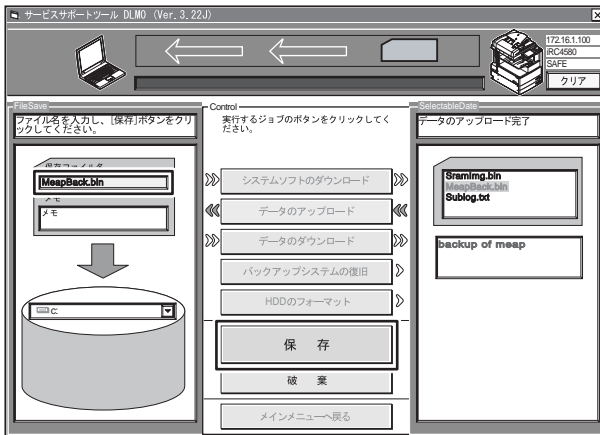 サービスサポートツール DLM0 (Ver.3.22J)
172.16.1.100
iRC4580
SAFE
クリア
FileSave
ファイル名を入力し、[保存]ボタンをクリックしてください。
保存ファイル名
MeapBack.bin
メモ
メモ
C:
Control
実行するジョブのボタンをクリックしてください。
システムソフトのダウンロード
データのアップロード
データのダウンロード
バックアップシステムの復旧
HDDのフォーマット
保 存
破 棄
メインメニューへ戻る
SelectableDate
データのアップロード完了
SramImg.bin
MeapBack.bin
Sublog.txt
backup of meap